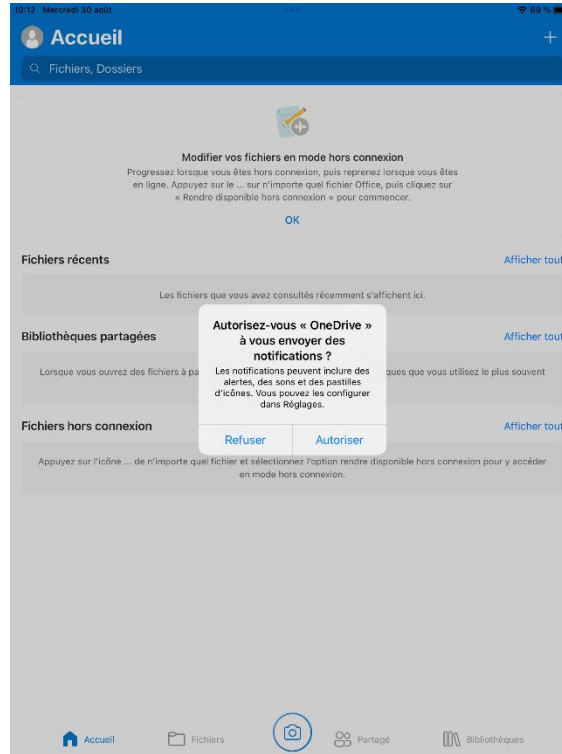 10:12 Mercredi 30 août
69 %
Accueil
Fichiers, Dossiers
Modifier vos fichiers en mode hors connexion
Progressez lorsque vous êtes hors connexion, puis reprenez lorsque vous êtes
en ligne. Appuyez sur le ... sur n'importe quel fichier Office, puis cliquez sur
« Rendre disponible hors connexion » pour commencer.
OK
Fichiers récents
Afficher tout
Les fichiers que vous avez consultés récemment s'affichent ici.
Bibliothèques partagées
Afficher tout
Lorsque vous ouvrez des fichiers à pa
ques que vous utilisez le plus souvent
Autorisez-vous « OneDrive »
à vous envoyer des
notifications ?
Les notifications peuvent inclure des
alertes, des sons et des pastilles
d'icônes. Vous pouvez les configurer
dans Réglages.
Refuser
Autoriser
Fichiers hors connexion
Afficher tout
Appuyez sur l'icône ... de n'importe quel fichier et sélectionnez l'option rendre disponible hors connexion pour y accéder
en mode hors connexion.
Accueil
Fichiers
Partagé
Bibliothèques